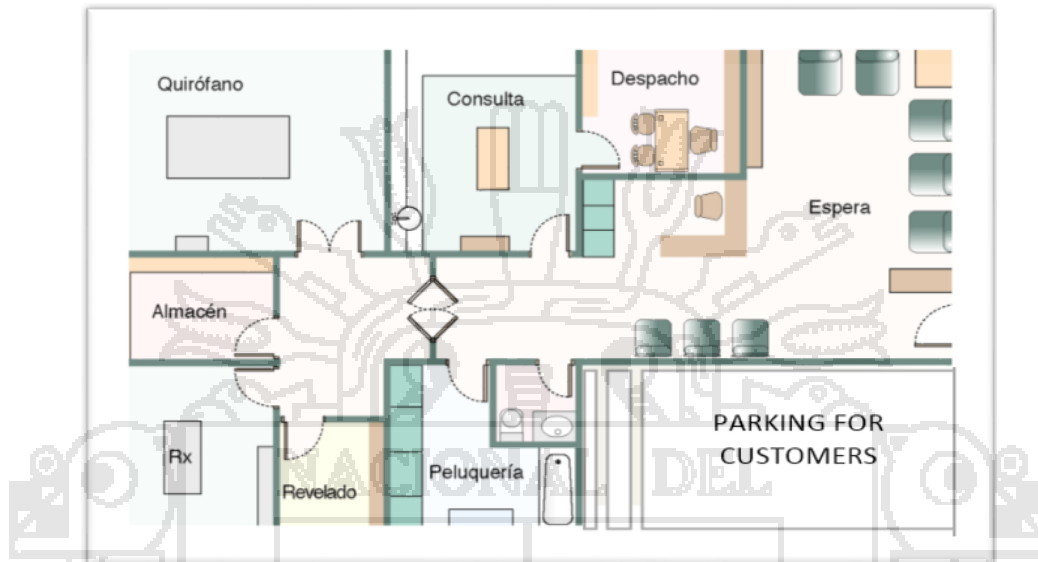 Quirófano
Consulta
Despacho
Espera
Almacén
PARKING FOR
CUSTOMERS
Rx
Revelado
Peluquería
NACIONAL DEL